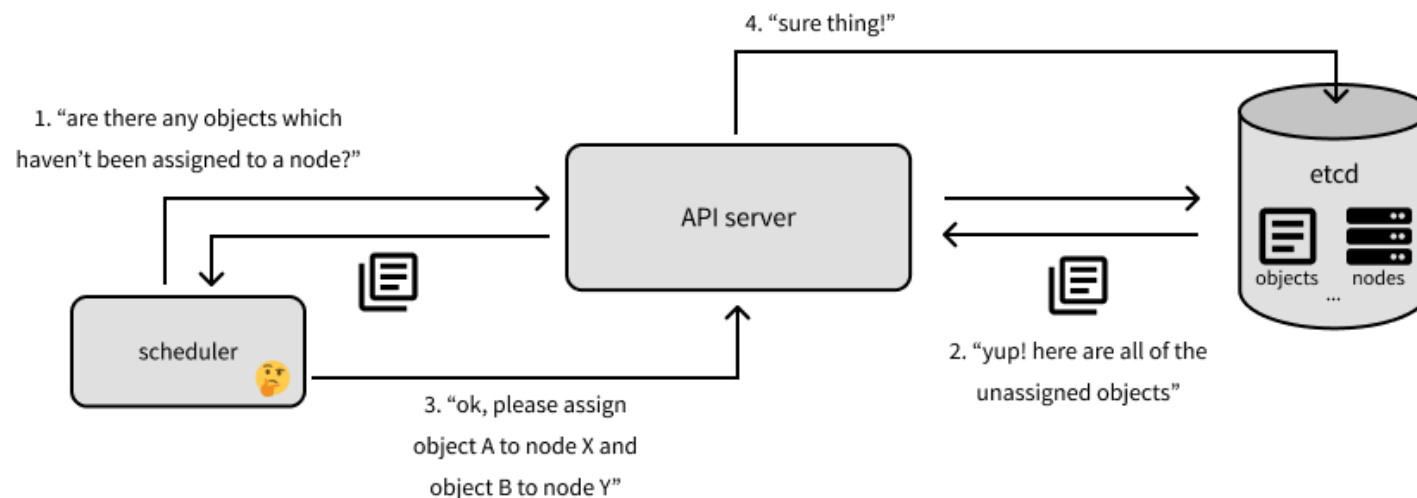 4. “sure thing!”
1. “are there any objects which
haven’t been assigned to a node?”
API server
etcd
objects
nodes
...
scheduler
2. “yup! here are all of the
unassigned objects”
3. “ok, please assign
object A to node X and
object B to node Y”